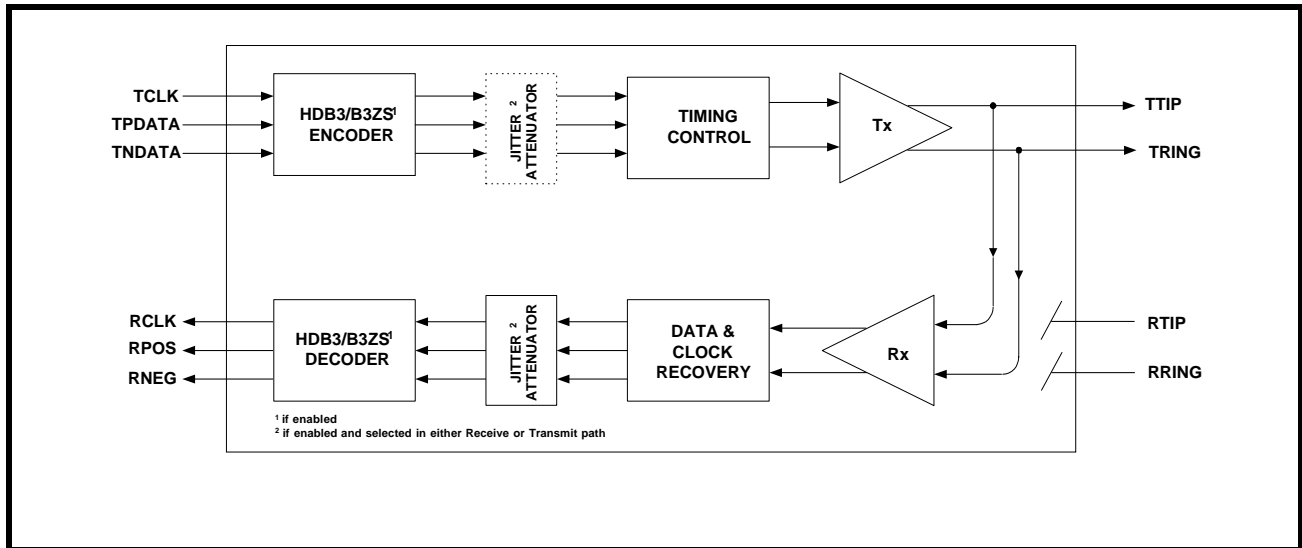 TCLK
TPDATA
TNDATA
HDB3/B3ZS¹
ENCODER
JITTER ²
ATTENUATOR
TIMING
CONTROL
Tx
TTIP
TRING
RCLK
RPOS
RNEG
HDB3/B3ZS¹
DECODER
JITTER ²
ATTENUATOR
DATA &
CLOCK
RECOVERY
Rx
RTIP
RRING
¹ if enabled
² if enabled and selected in either Receive or Transmit path